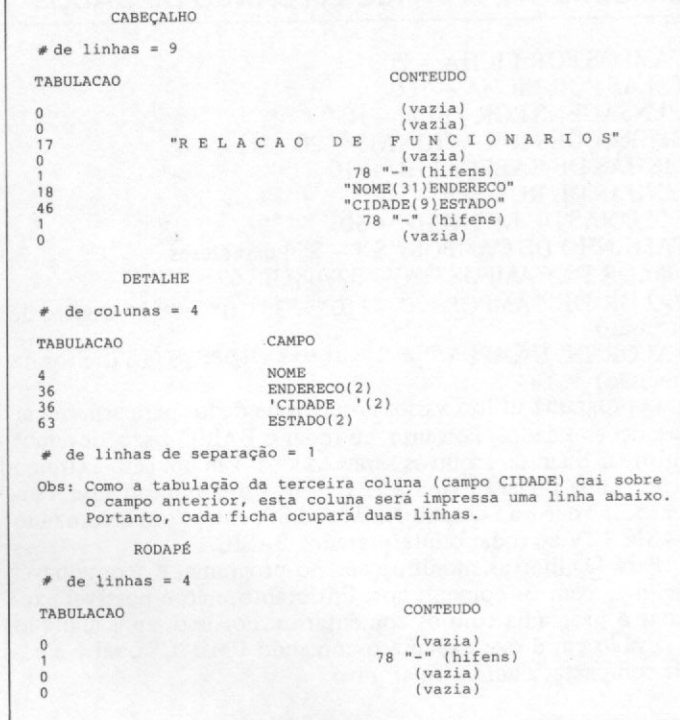 CABEÇALHO
# de linhas = 9
TABULACAO CONTEUDO
0 (vazia)
0 (vazia)
17 "R E L A C A O D E F U N C I O N A R I O S"
0 (vazia)
1 78 "-" (hifens)
18 "NOME(31)ENDERECO"
46 "CIDADE(9)ESTADO"
1 78 "-" (hifens)
0 (vazia)
DETALHE
# de colunas = 4
TABULACAO CAMPO
4 NOME
36 ENDERECO(2)
36 'CIDADE '(2)
63 ESTADO(2)
# de linhas de separação = 1
Obs: Como a tabulação da terceira coluna (campo CIDADE) cai sobre
o campo anterior, esta coluna será impressa uma linha abaixo.
Portanto, cada ficha ocupará duas linhas.
RODAPÉ
# de linhas = 4
TABULACAO CONTEUDO
0 (vazia)
1 78 "-" (hifens)
0 (vazia)
0 (vazia)